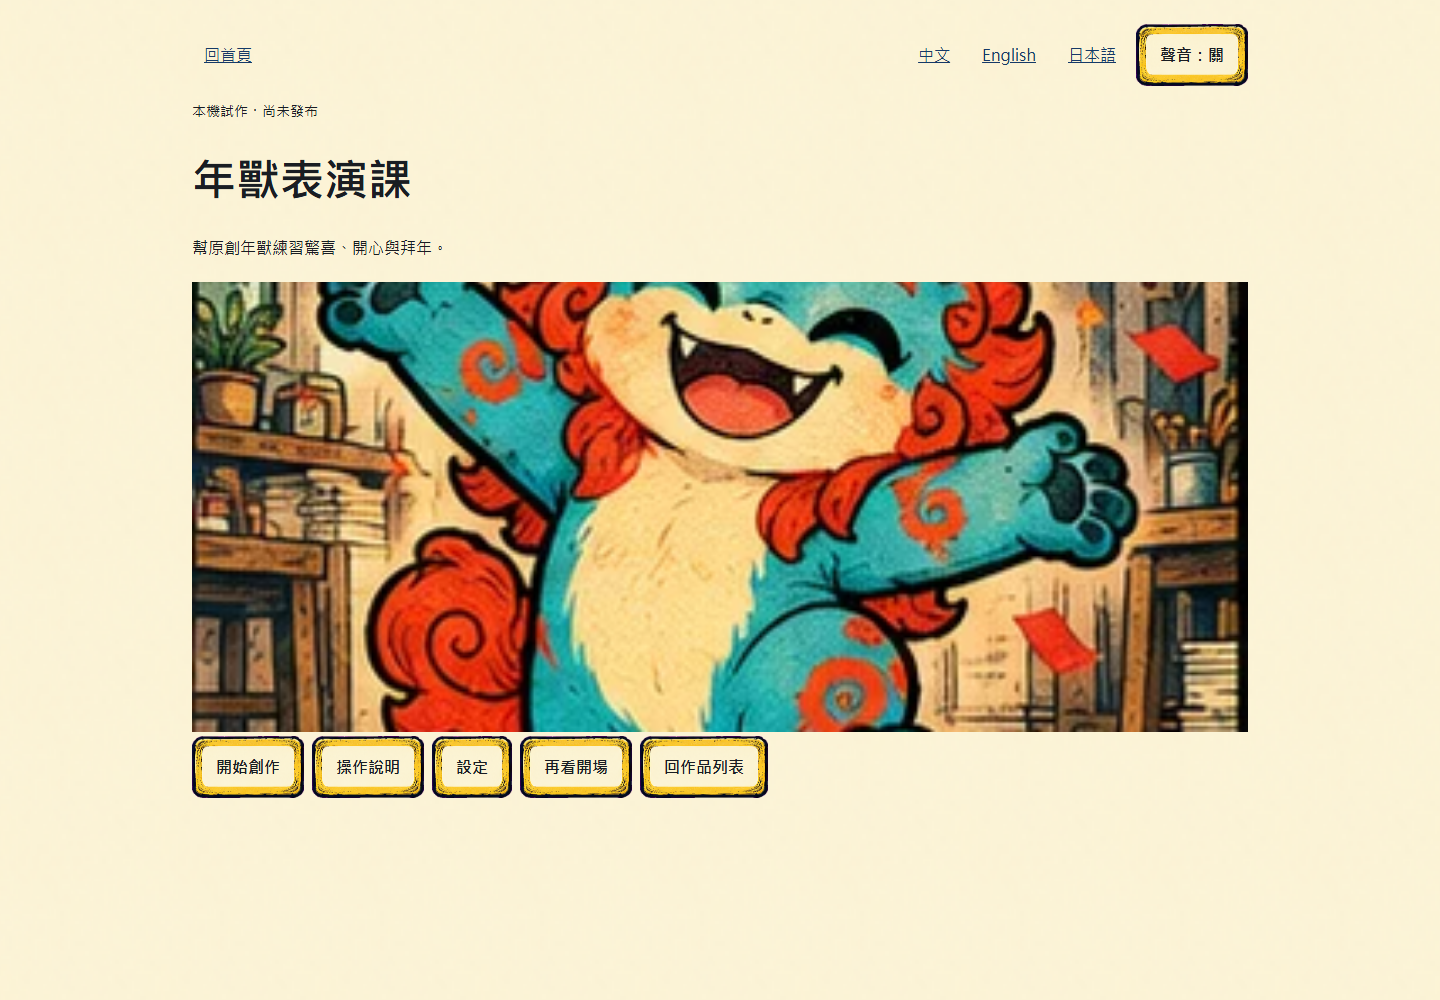 回首頁
中文 English 日本語 聲音：關
本機試作・尚未發布
年獸表演課
幫原創年獸練習驚喜、開心與拜年。
開始創作 操作說明 設定 再看開場 回作品列表